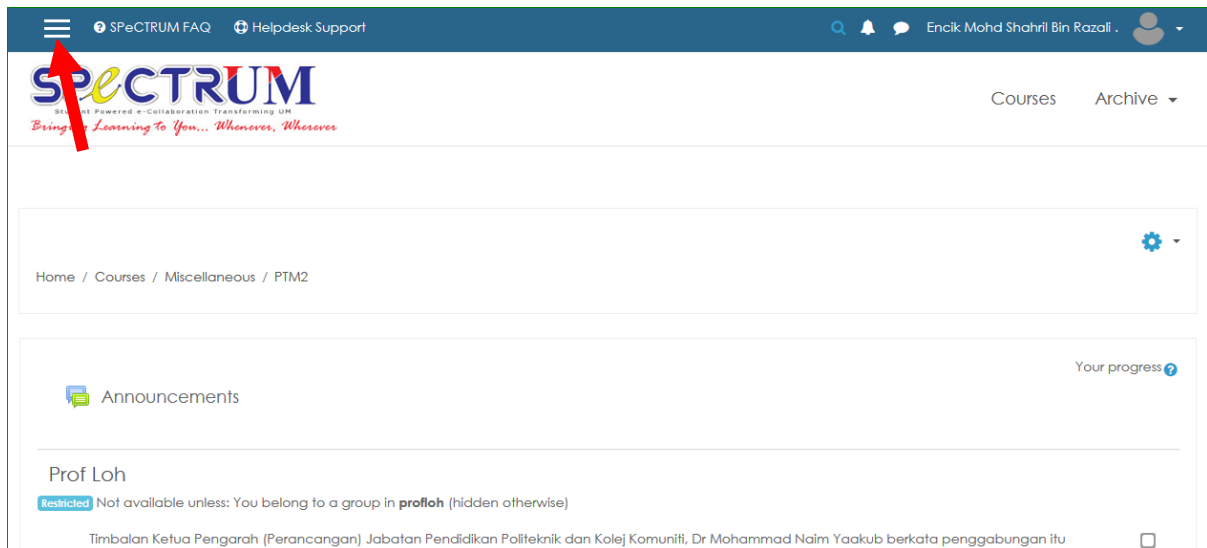 SPeCTRUM FAQ Helpdesk Support Encik Mohd Shahril Bin Razali .
SPeCTRUM
Student Powered e-Collaboration Transforming UM
Bringing Learning to You... Whenever, Wherever
Courses Archive
Home / Courses / Miscellaneous / PTM2
Your progress
Announcements
Prof Loh
Restricted Not available unless: You belong to a group in profloh (hidden otherwise)
Timbalan Ketua Pengarah (Perancangan) Jabatan Pendidikan Politeknik dan Kolej Komuniti, Dr Mohammad Naim Yaakub berkata penggabungan itu